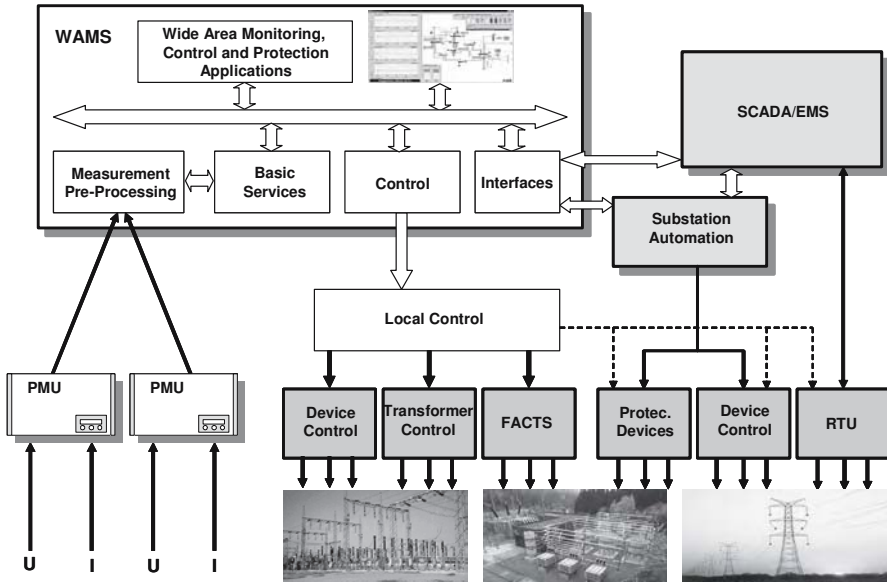 WAMS
Wide Area Monitoring,
Control and Protection
Applications
SCADA/EMS
Measurement
Pre-Processing
Basic
Services
Control
Interfaces
Substation
Automation
Local Control
PMU
PMU
Device
Control
Transformer
Control
FACTS
Protec.
Devices
Device
Control
RTU
U
I
U
I